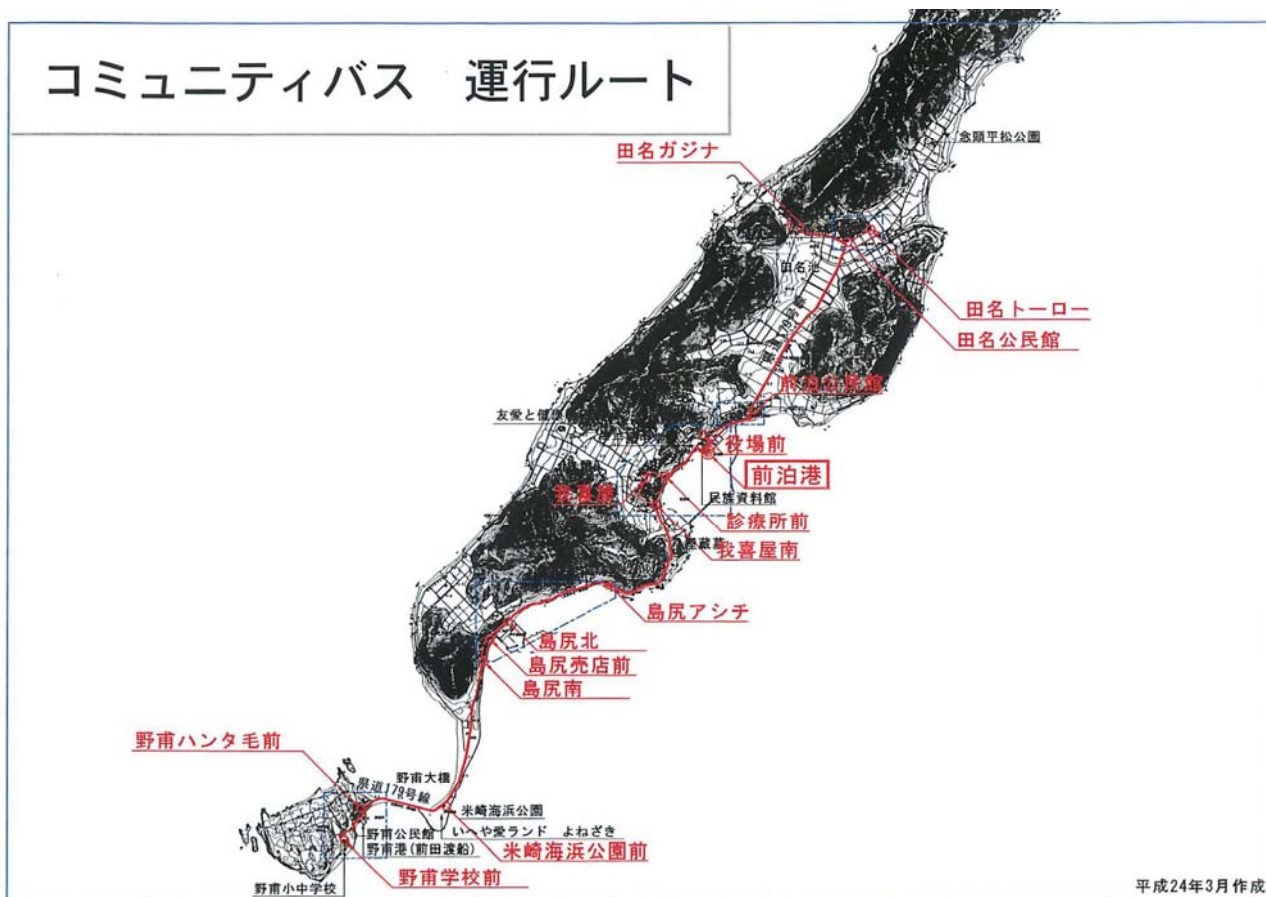 コミュニティバス 運行ルート
念頭平松公園
田名ガジナ
田名池
田名トーロー
田名公民館
前泊公民館
友愛と健康
役場前
前泊港
我喜屋
民族資料館
診療所前
屋蔵墓
我喜屋南
島尻アシチ
島尻北
島尻売店前
島尻南
野甫ハンタ毛前
野甫大橋
県道179号線
米崎海浜公園
野甫公民館
いへや愛ランド よねざき
野甫港(前田渡船)
米崎海浜公園前
野甫学校前
野甫小中学校
平成24年3月作成